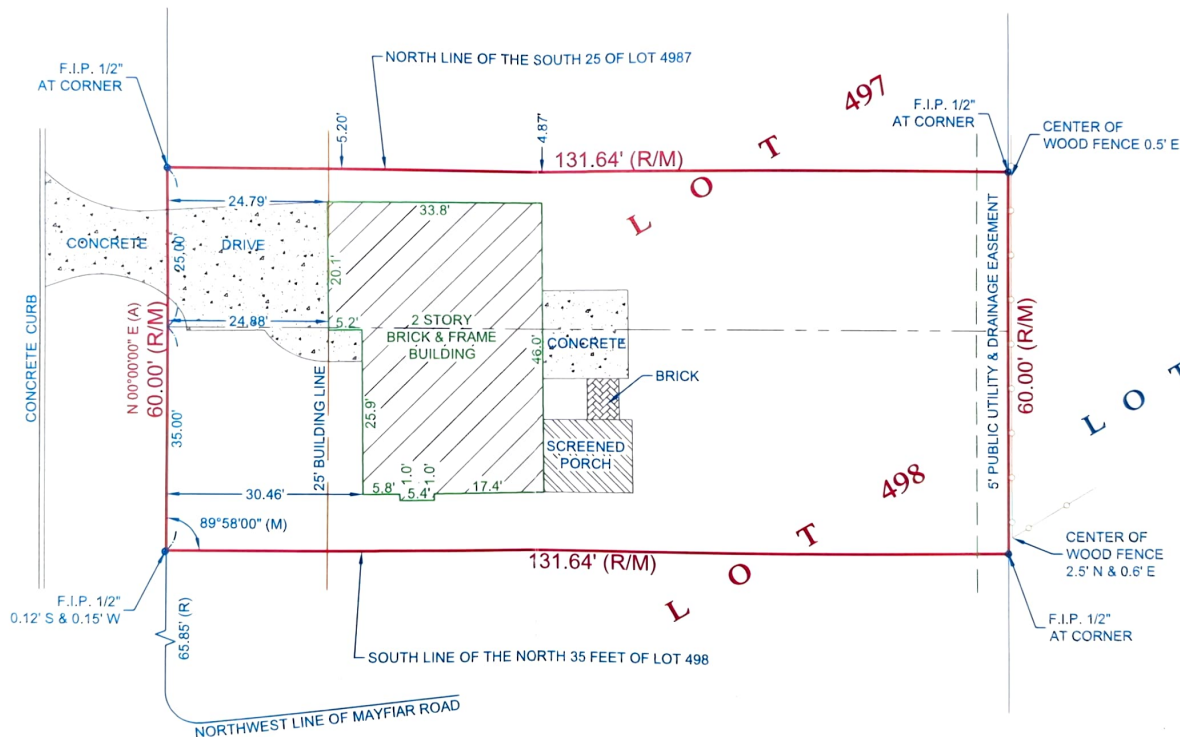 F.I.P. 1/2"
AT CORNER
NORTH LINE OF THE SOUTH 25 OF LOT 4987
5.20'
4.87'
131.64' (R/M)
LOT 497
F.I.P. 1/2"
AT CORNER
CENTER OF
WOOD FENCE 0.5' E
24.79'
33.8'
CONCRETE DRIVE
25.00'
20.1'
24.88'
5.2'
2 STORY
BRICK & FRAME
BUILDING
46.0'
CONCRETE
BRICK
SCREENED
PORCH
CONCRETE CURB
N 00°00'00" E (A)
60.00' (R/M)
35.00'
25' BUILDING LINE
25.9'
5.8'
1.0'
5.4'
1.0'
17.4'
30.46'
89°58'00" (M)
5' PUBLIC UTILITY & DRAINAGE EASEMENT
60.00' (R/M)
LOT
LOT 498
131.64' (R/M)
CENTER OF
WOOD FENCE
2.5' N & 0.6' E
F.I.P. 1/2"
0.12' S & 0.15' W
65.85' (R)
F.I.P. 1/2"
AT CORNER
SOUTH LINE OF THE NORTH 35 FEET OF LOT 498
NORTHWEST LINE OF MAYFIAR ROAD